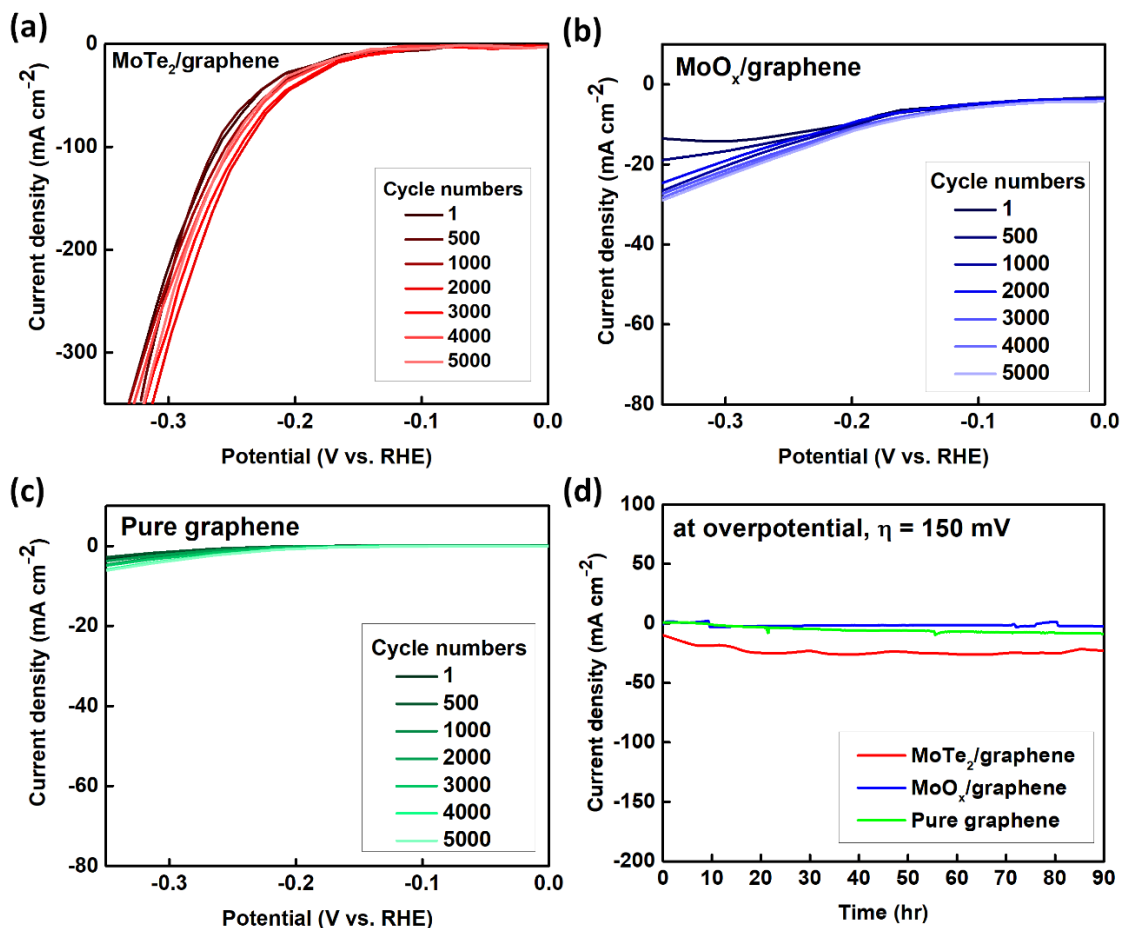 (a)
MoTe₂/graphene
0
-100
-200
-300
Current density (mA cm⁻²)
Cycle numbers
1
500
1000
2000
3000
4000
5000
-0.3 -0.2 -0.1 0.0
Potential (V vs. RHE)
(b)
MoOₓ/graphene
0
-20
-40
-60
-80
Current density (mA cm⁻²)
Cycle numbers
1
500
1000
2000
3000
4000
5000
-0.3 -0.2 -0.1 0.0
Potential (V vs. RHE)
(c)
Pure graphene
0
-20
-40
-60
-80
Current density (mA cm⁻²)
Cycle numbers
1
500
1000
2000
3000
4000
5000
-0.3 -0.2 -0.1 0.0
Potential (V vs. RHE)
(d)
at overpotential, η = 150 mV
100
50
0
-50
-100
-150
-200
Current density (mA cm⁻²)
MoTe₂/graphene
MoOₓ/graphene
Pure graphene
0 10 20 30 40 50 60 70 80 90
Time (hr)